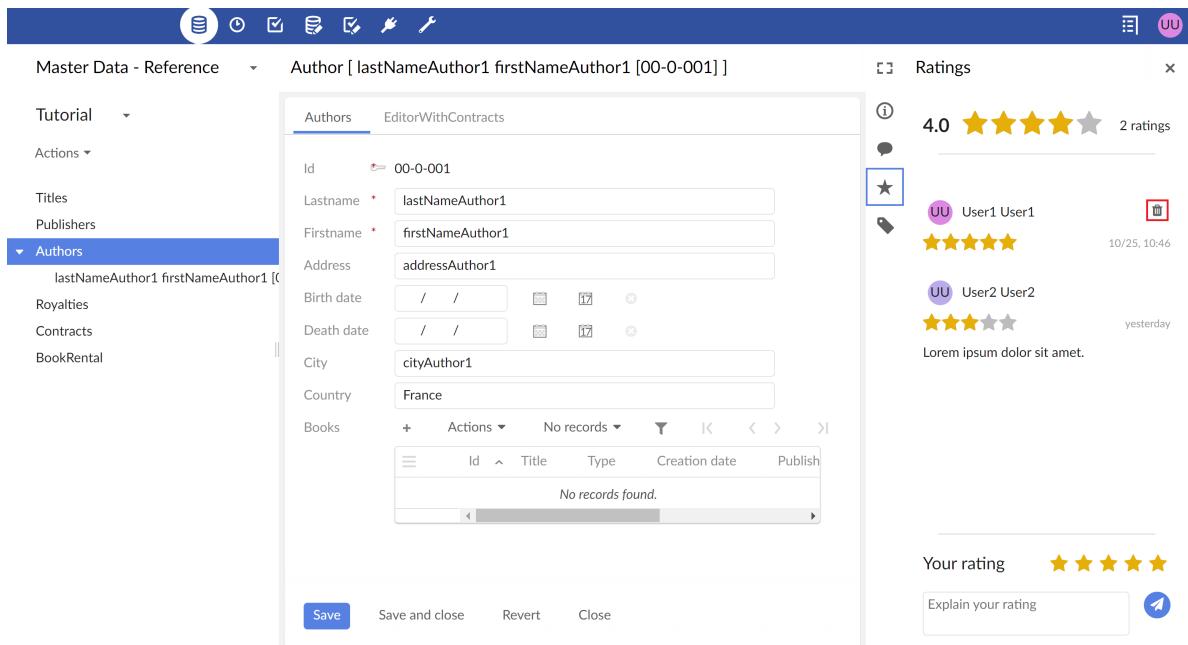 UU
Master Data - Reference
Author [ lastNameAuthor1 firstNameAuthor1 [00-0-001] ]
Ratings
Tutorial
Actions
Titles
Publishers
Authors
lastNameAuthor1 firstNameAuthor1 [
Royalties
Contracts
BookRental
Authors EditorWithContracts
Id 00-0-001
Lastname * lastNameAuthor1
Firstname * firstNameAuthor1
Address addressAuthor1
Birth date / /
17
Death date / /
17
City cityAuthor1
Country France
Books + Actions No records
Id Title Type Creation date Publish
No records found.
Save Save and close Revert Close
4.0 2 ratings
UU User1 User1
10/25, 10:46
UU User2 User2
yesterday
Lorem ipsum dolor sit amet.
Your rating
Explain your rating